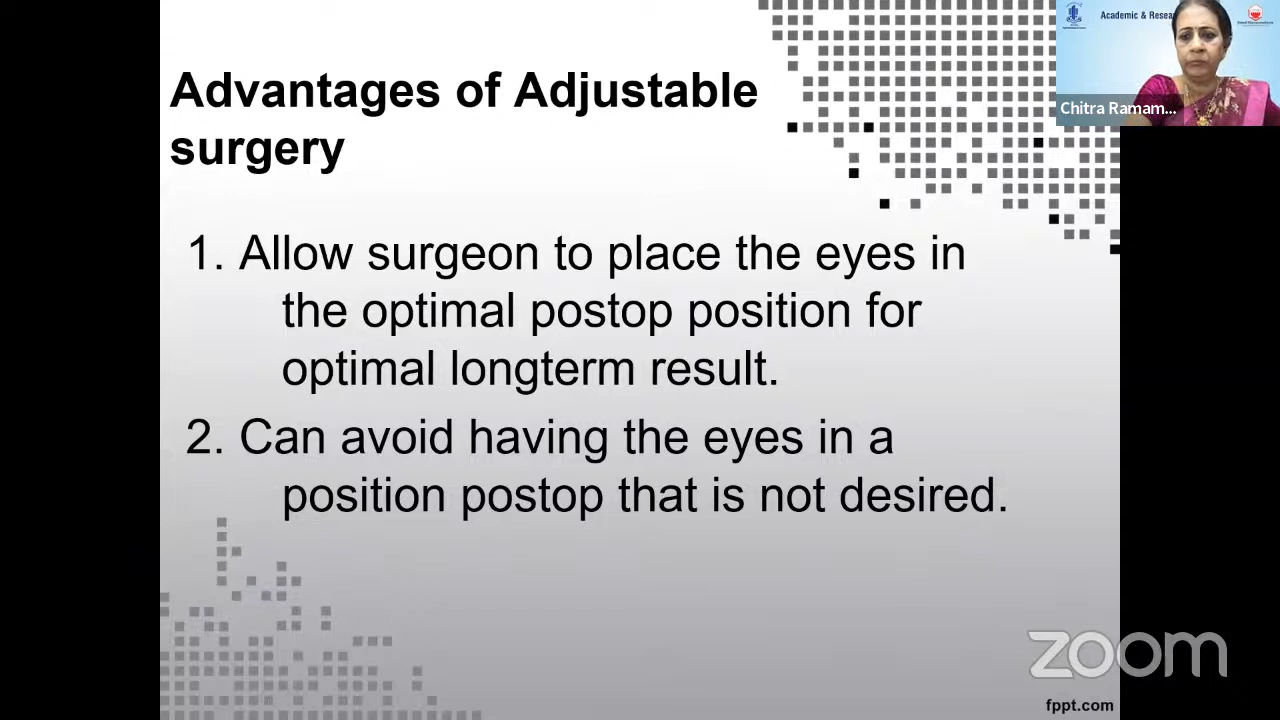 Academic & Resea
Chitra Ramam...
Advantages of Adjustable
surgery
1. Allow surgeon to place the eyes in
the optimal postop position for
optimal longterm result.
2. Can avoid having the eyes in a
position postop that is not desired.
zoom
fppt.com